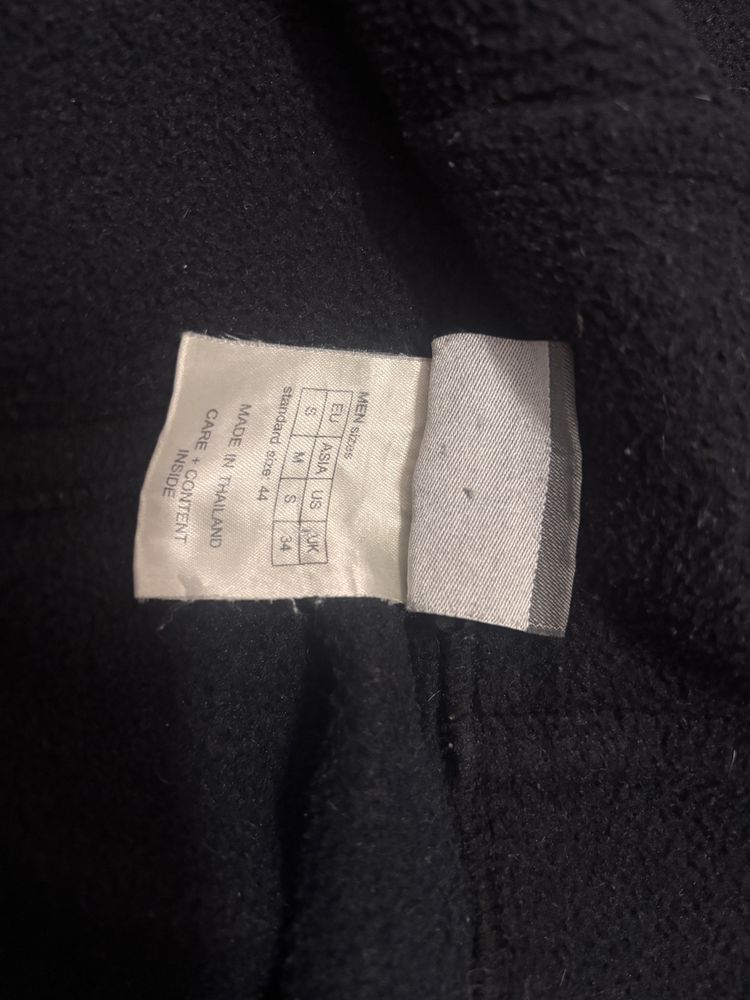 MEN sizes
EU ASIA US UK
S M S 34
standard size: 44
MADE IN THAILAND
CARE + CONTENT
INSIDE